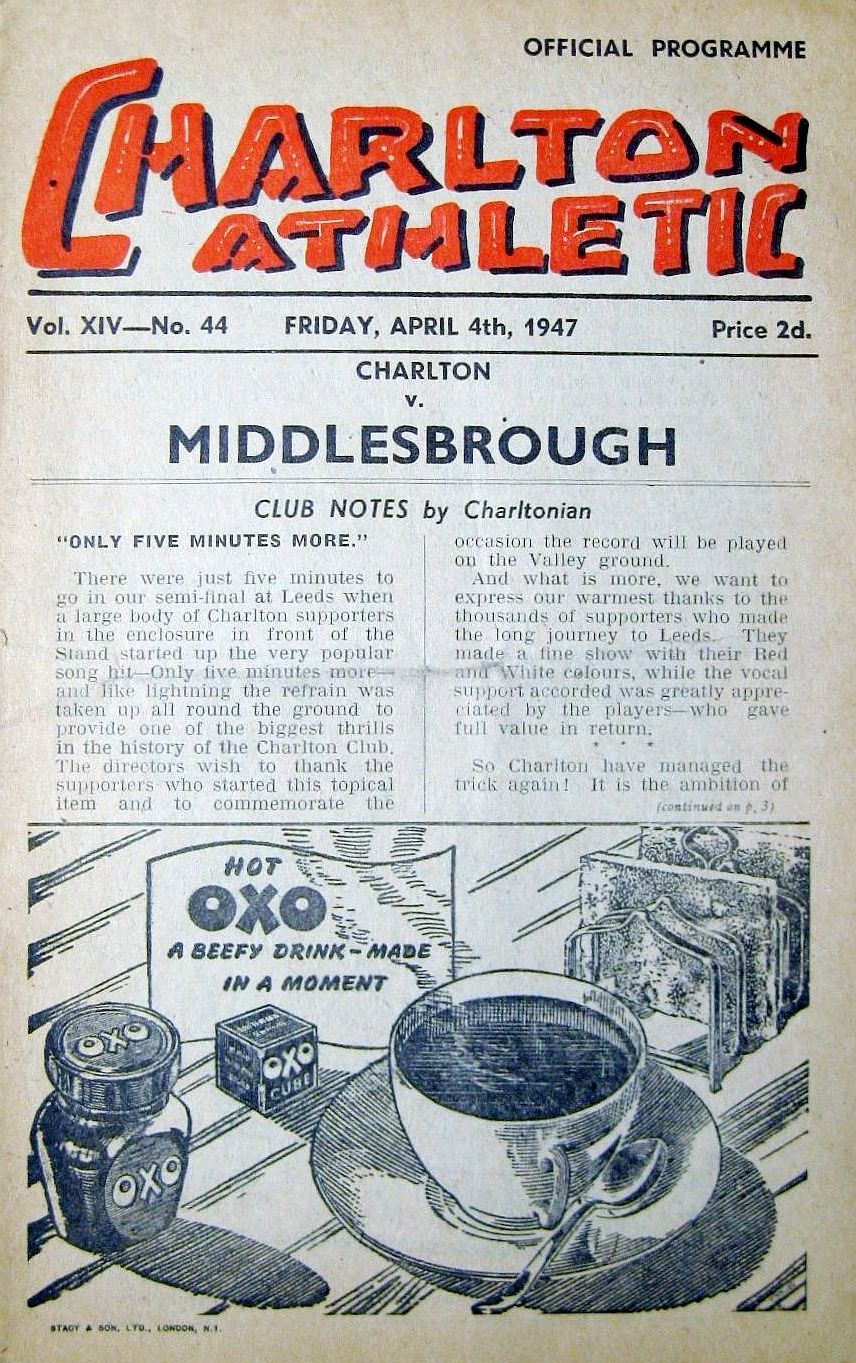 OFFICIAL PROGRAMME
CHARLTON
ATHLETIC
Vol. XIV—No. 44 FRIDAY, APRIL 4th, 1947 Price 2d.
CHARLTON
v.
MIDDLESBROUGH
CLUB NOTES by Charltonian
"ONLY FIVE MINUTES MORE."
There were just five minutes to
go in our semi-final at Leeds when
a large body of Charlton supporters
in the enclosure in front of the
Stand started up the very popular
song hit—Only five minutes more—
and like lightning the refrain was
taken up all round the ground to
provide one of the biggest thrills
in the history of the Charlton Club.
The directors wish to thank the
supporters who started this topical
item and to commemorate the
occasion the record will be played
on the Valley ground.
And what is more, we want to
express our warmest thanks to the
thousands of supporters who made
the long journey to Leeds. They
made a fine show with their Red
and White colours, while the vocal
support accorded was greatly appre-
ciated by the players—who gave
full value in return.
* * *
So Charlton have managed the
trick again! It is the ambition of
(continued on p. 3)
HOT
OXO
A BEEFY DRINK-MADE
IN A MOMENT
OXO
OXO
CUBE
OXO
STACY & SON, LTD., LONDON, N.1.